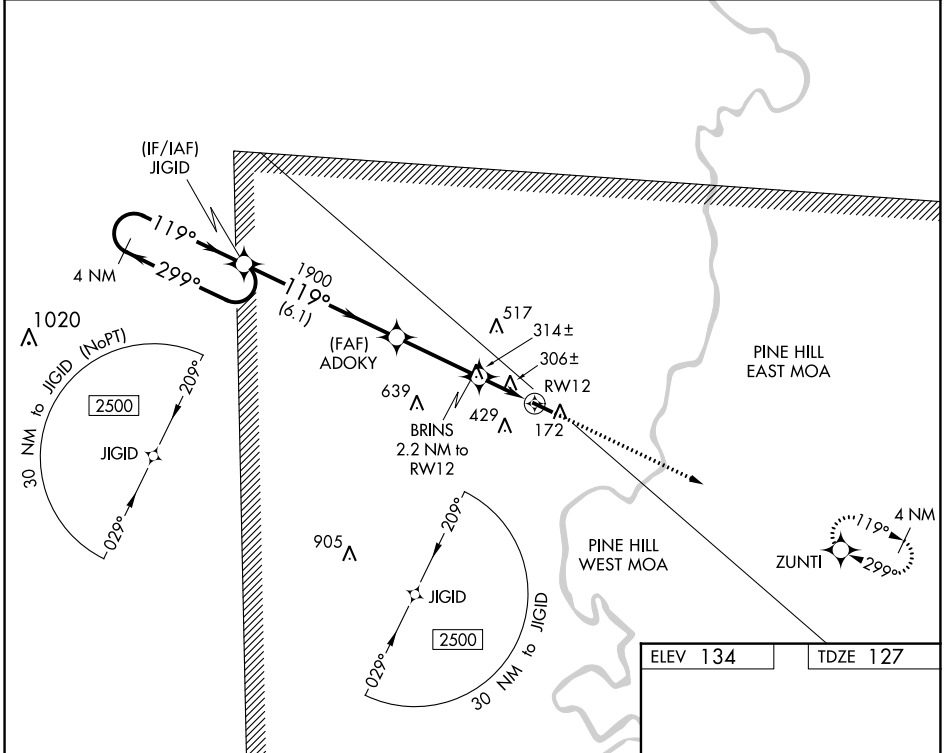 (IF/IAF)
JIGID
119°
299°
4 NM
1900
119°
(6.1)
(FAF)
ADOKY
517
314±
306±
RW12
639
429
172
BRINS
2.2 NM to
RW12
PINE HILL
EAST MOA
1020
30 NM to JIGID (NoPT)
209°
2500
JIGID
029°
905
209°
JIGID
2500
029°
30 NM to JIGID
PINE HILL
WEST MOA
4 NM
119°
ZUNTI
299°
ELEV 134
TDZE 127